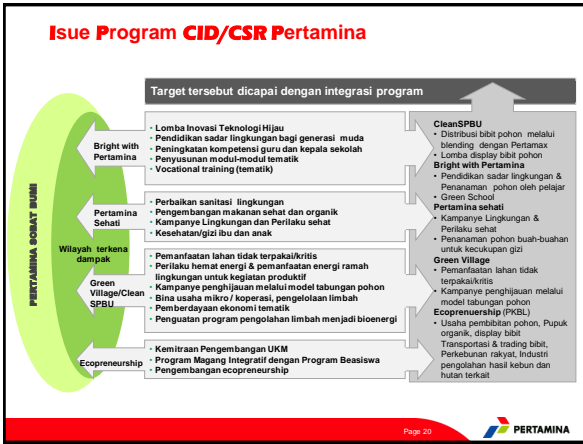 Isue Program CID/CSR Pertamina
Target tersebut dicapai dengan integrasi program
PERTAMINA SOBAT BUMI
Wilayah terkena
dampak
Bright with
Pertamina
• Lomba Inovasi Teknologi Hijau
• Pendidikan sadar lingkungan bagi generasi muda
• Peningkatan kompetensi guru dan kepala sekolah
• Penyusunan modul-modul tematik
• Vocational training (tematik)
Pertamina
Sehati
• Perbaikan sanitasi lingkungan
• Pengembangan makanan sehat dan organik
• Kampanye Lingkungan dan Perilaku sehat
• Kesehatan/gizi ibu dan anak
Green
Village/Clean
SPBU
• Pemanfaatan lahan tidak terpakai/kritis
• Perilaku hemat energi & pemanfaatan energi ramah
lingkungan untuk kegiatan produktif
• Kampanye penghijauan melalui model tabungan pohon
• Bina usaha mikro / koperasi, pengelolaan limbah
• Pemberdayaan ekonomi tematik
• Penguatan program pengolahan limbah menjadi bioenergi
Ecopreneurship
• Kemitraan Pengembangan UKM
• Program Magang Integratif dengan Program Beasiswa
• Pengembangan ecopreneurship
CleanSPBU
• Distribusi bibit pohon melalui
blending dengan Pertamax
• Lomba display bibit pohon
Bright with Pertamina
• Pendidikan sadar lingkungan &
Penanaman pohon oleh pelajar
• Green School
Pertamina sehati
• Kampanye Lingkungan &
Perilaku sehat
• Penanaman pohon buah-buahan
untuk kecukupan gizi
Green Village
• Pemanfaatan lahan tidak
terpakai/kritis
• Kampanye penghijauan melalui
model tabungan pohon
Ecoprenuership (PKBL)
• Usaha pembibitan pohon, Pupuk
organik, display bibit
Transportasi & trading bibit,
Perkebunan rakyat, Industri
pengolahan hasil kebun dan
hutan terkait
Page 20
PERTAMINA